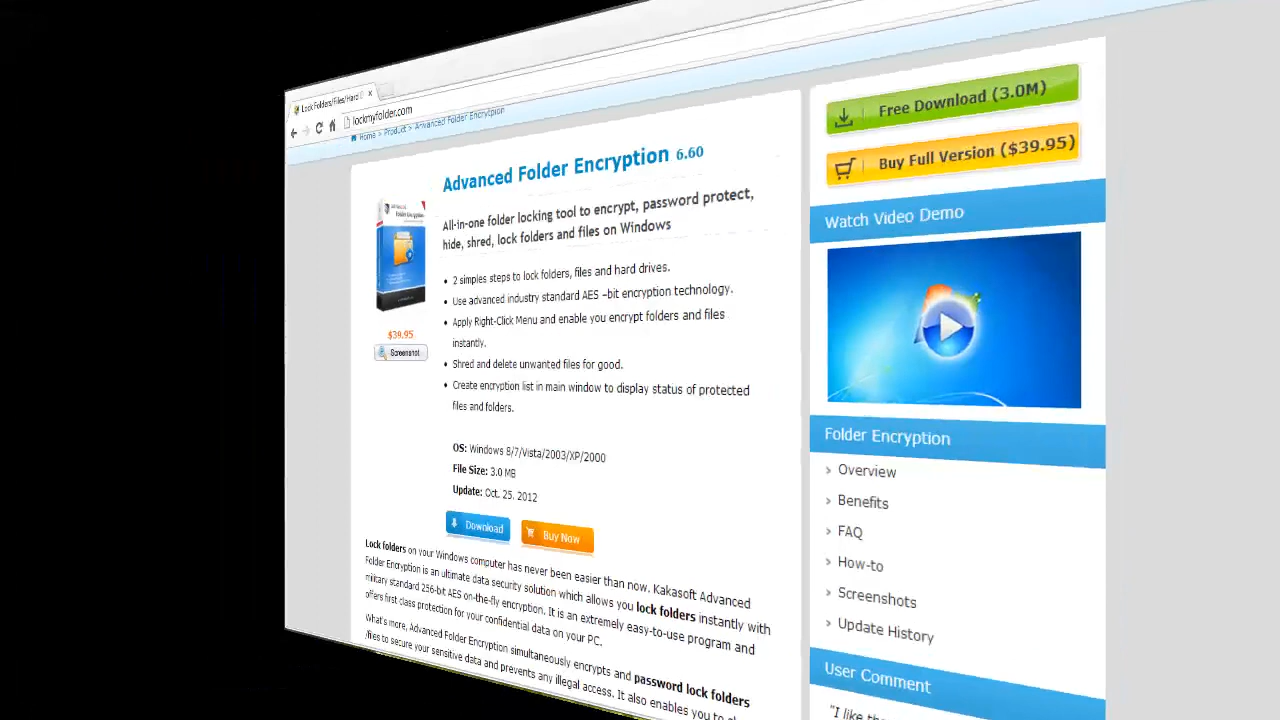 Lock Folders/Files/Hard
lockmyfolder.com
Home > Product > Advanced Folder Encrytpion
Advanced Folder Encryption 6.60
All-in-one folder locking tool to encrypt, password protect,
hide, shred, lock folders and files on Windows
2 simples steps to lock folders, files and hard drives.
Use advanced industry standard AES –bit encryption technology.
Apply Right-Click Menu and enable you encrypt folders and files
instantly.
Shred and delete unwanted files for good.
Create encryption list in main window to display status of protected
files and folders.
Folder Encryption
$39.95
Screenshot
OS: Windows 8/7/Vista/2003/XP/2000
File Size: 3.0 MB
Update: Oct. 25. 2012
Download
Buy Now
Lock folders on your Windows computer has never been easier than now. Kakasoft Advanced
Folder Encryption is an ultimate data security solution which allows you lock folders instantly with
military standard 256-bit AES on-the-fly encryption. It is an extremely easy-to-use program and
offers first class protection for your confidential data on your PC.
What's more, Advanced Folder Encryption simultaneously encrypts and password lock folders
/files to secure your sensitive data and prevents any illegal access. It also enables you to
Free Download (3.0M)
Buy Full Version ($39.95)
Watch Video Demo
Folder Encryption
Overview
Benefits
FAQ
How-to
Screenshots
Update History
User Comment
"I like